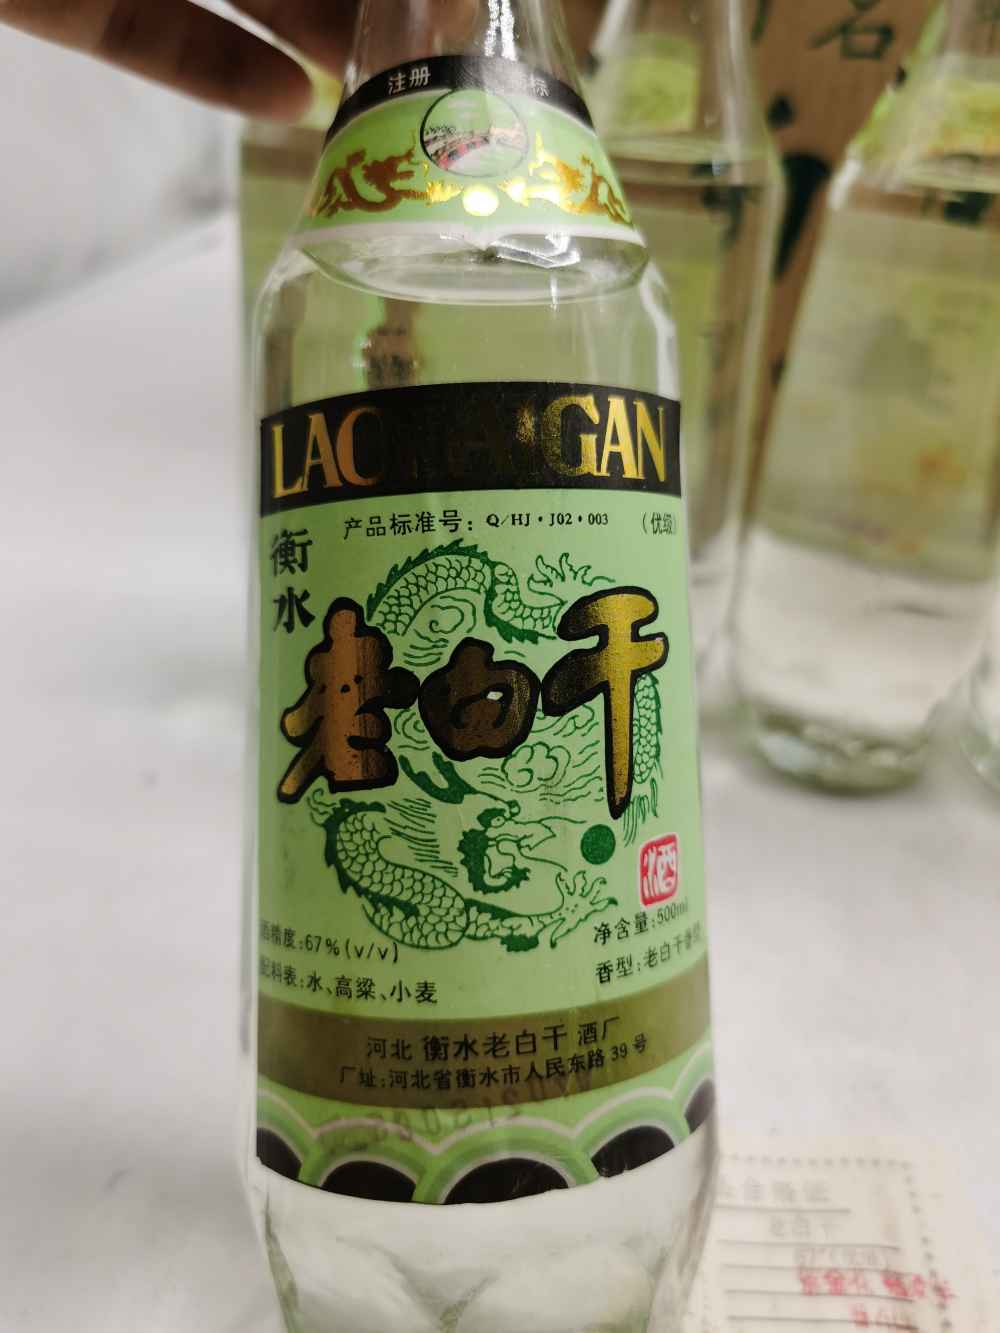 注册 标
LAO BAIGAN
产品标准号：Q/HJ·J02·003 （优级）
衡水
老白干
酒
酒精度：67%(v/v)
净含量：500ml
配料表：水、高粱、小麦
香型：老白干香型
河北 衡水老白干 酒厂
厂址：河北省衡水市人民东路39号
名